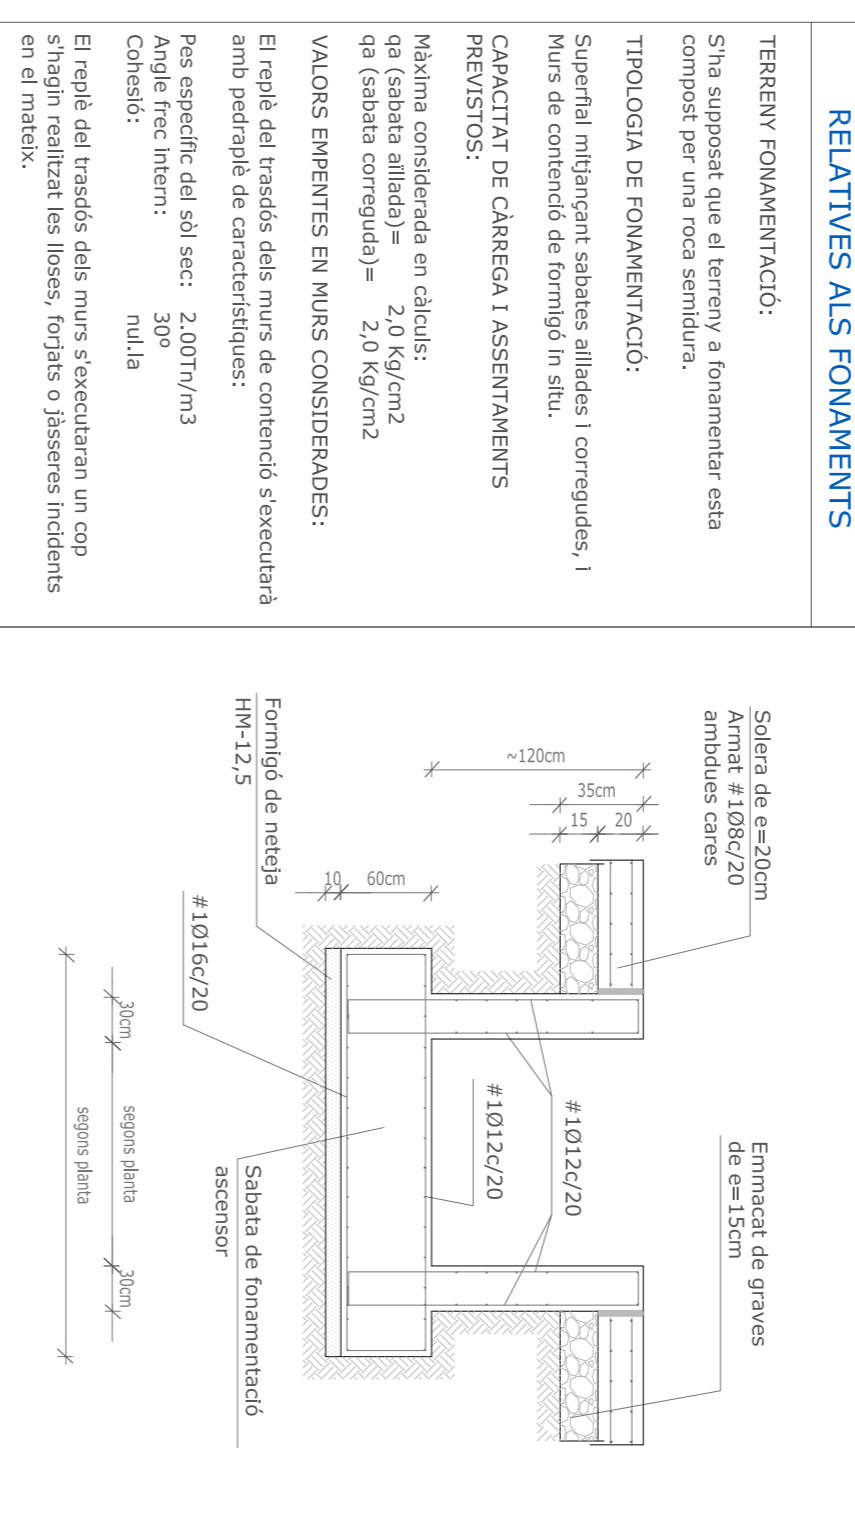 RELATIVES ALS FONAMENTS
TERRENY FONAMENTACIÓ:
S'ha supposat que el terreny a fonamentar esta
compost per una roca semidura.
TIPOLOGIA DE FONAMENTACIÓ:
Superfial mitjançant sabates aillades i corregudes, i
Murs de contenció de formigó in situ.
CAPACITAT DE CÀRREGA I ASSENTAMENTS
PREVISTOS:
Màxima considerada en càlculs:
qa (sabata aïllada)= 2,0 Kg/cm2
qa (sabata correguda)= 2,0 Kg/cm2
VALORS EMPENTES EN MURS CONSIDERADES:
El replè del trasdós dels murs de contenció s'executarà
amb pedraplè de característiques:
Pes específic del sòl sec: 2.00Tn/m3
Angle frec intern: 30º
Cohesió: nul.la
El replè del trasdós dels murs s'executaran un cop
s'hagin realitzat les lloses, forjats o jàsseres incidents
en el mateix.
Solera de e=20cm
Armat #1Ø8c/20
ambdues cares
Emmacat de graves
de e=15cm
~120cm
35cm
15
20
10
60cm
#1Ø12c/20
#1Ø12c/20
Formigó de neteja
HM-12,5
#1Ø16c/20
Sabata de fonamentació
ascensor
30cm
segons planta
30cm
segons planta